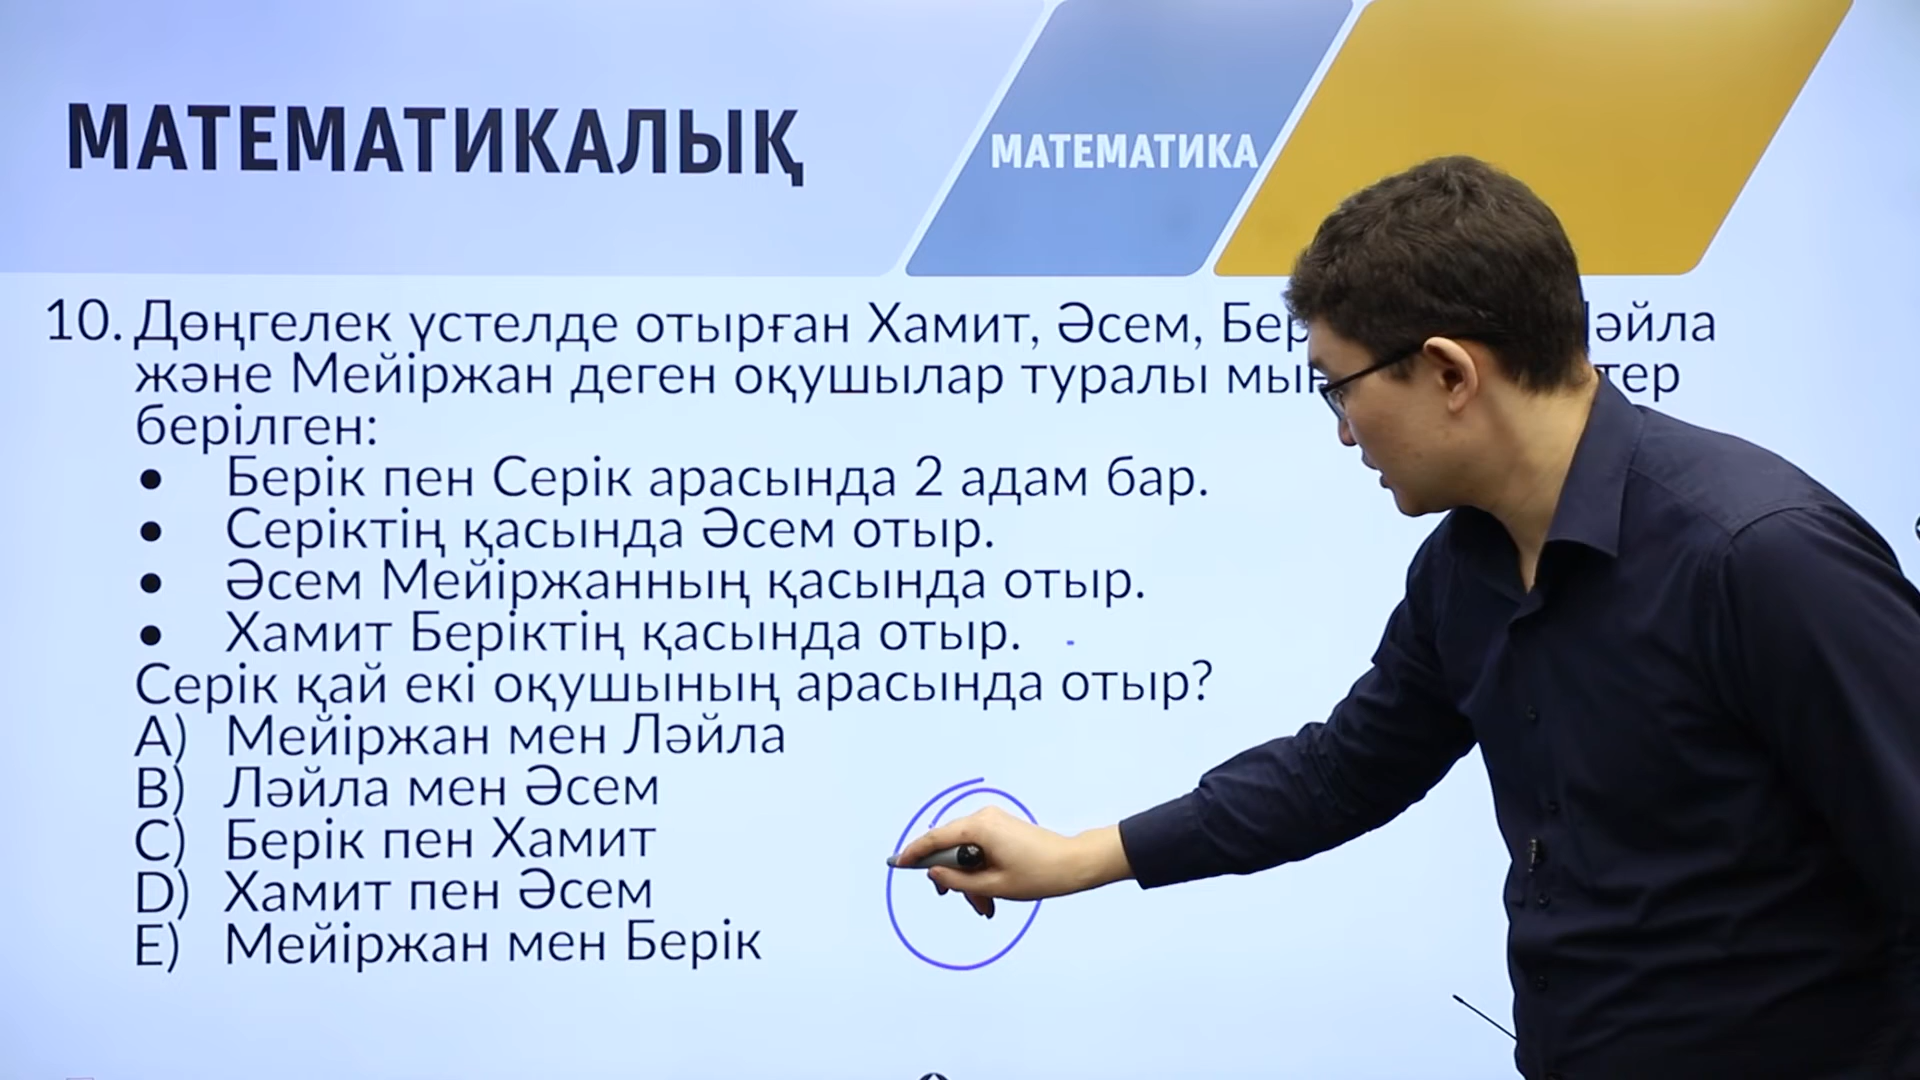 МАТЕМАТИКАЛЫҚ
МАТЕМАТИКА
10. Дөңгелек үстелде отырған Хамит, Әсем,
және Мейіржан деген оқушылар туралы
берілген:
• Берік пен Серік арасында 2 адам бар.
• Серіктің қасында Әсем отыр.
• Әсем Мейіржанның қасында отыр.
• Хамит Беріктің қасында отыр.
Серік қай екі оқушының арасында отыр?
A) Мейіржан мен Ләйла
B) Ләйла мен Әсем
C) Берік пен Хамит
D) Хамит пен Әсем
E) Мейіржан мен Берік